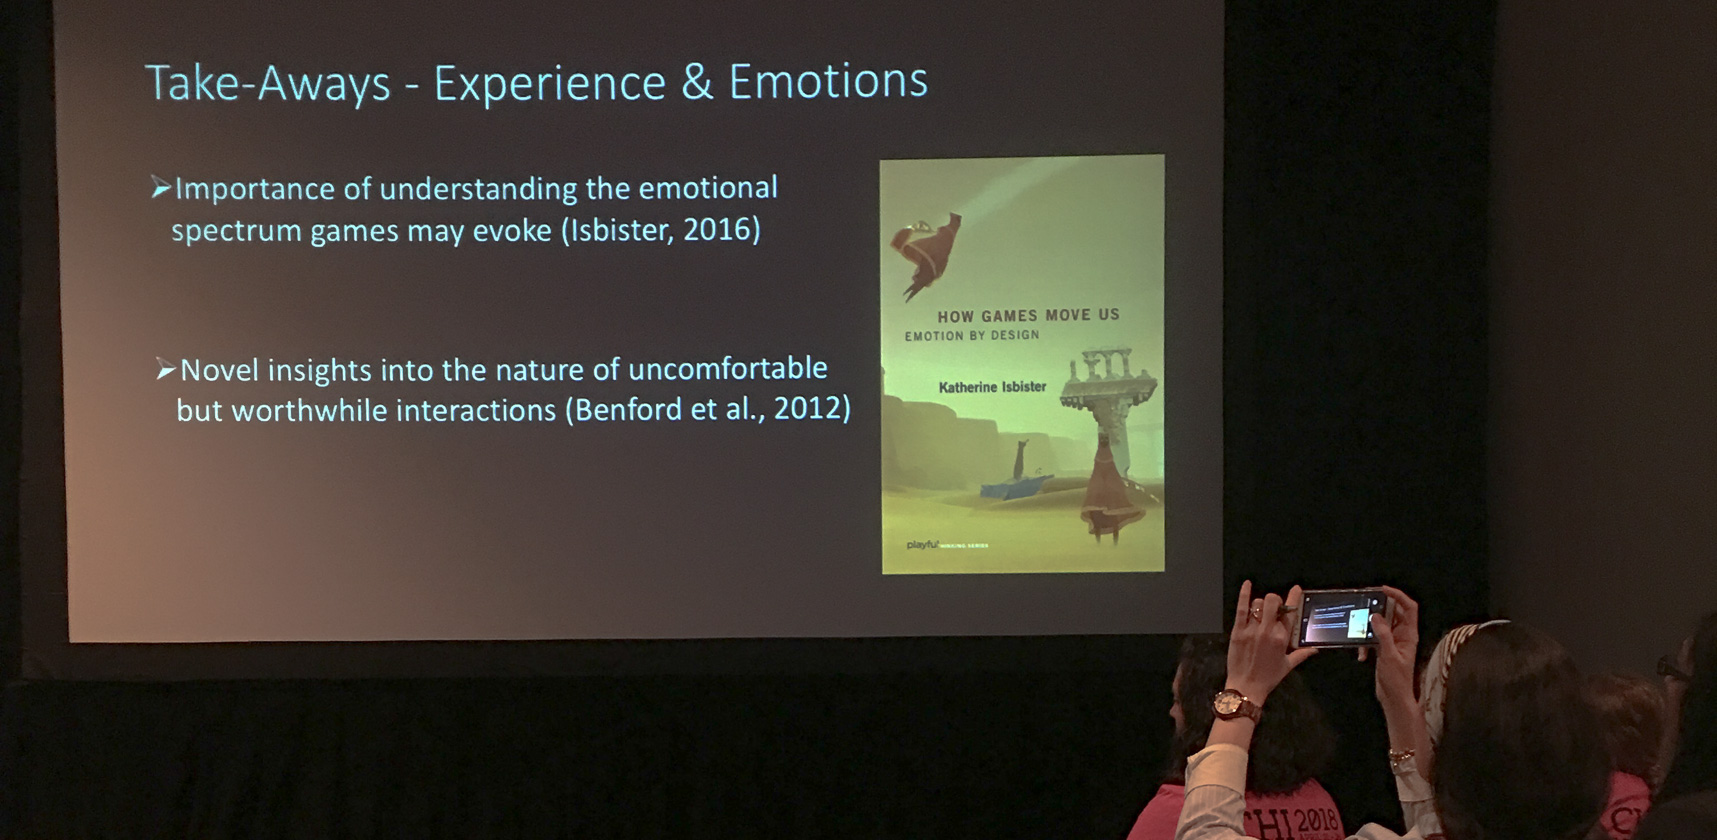 Take-Aways - Experience & Emotions
➢Importance of understanding the emotional
spectrum games may evoke (Isbister, 2016)
➢Novel insights into the nature of uncomfortable
but worthwhile interactions (Benford et al., 2012)
HOW GAMES MOVE US
EMOTION BY DESIGN
Katherine Isbister
playful THINKING SERIES
CHI 2018